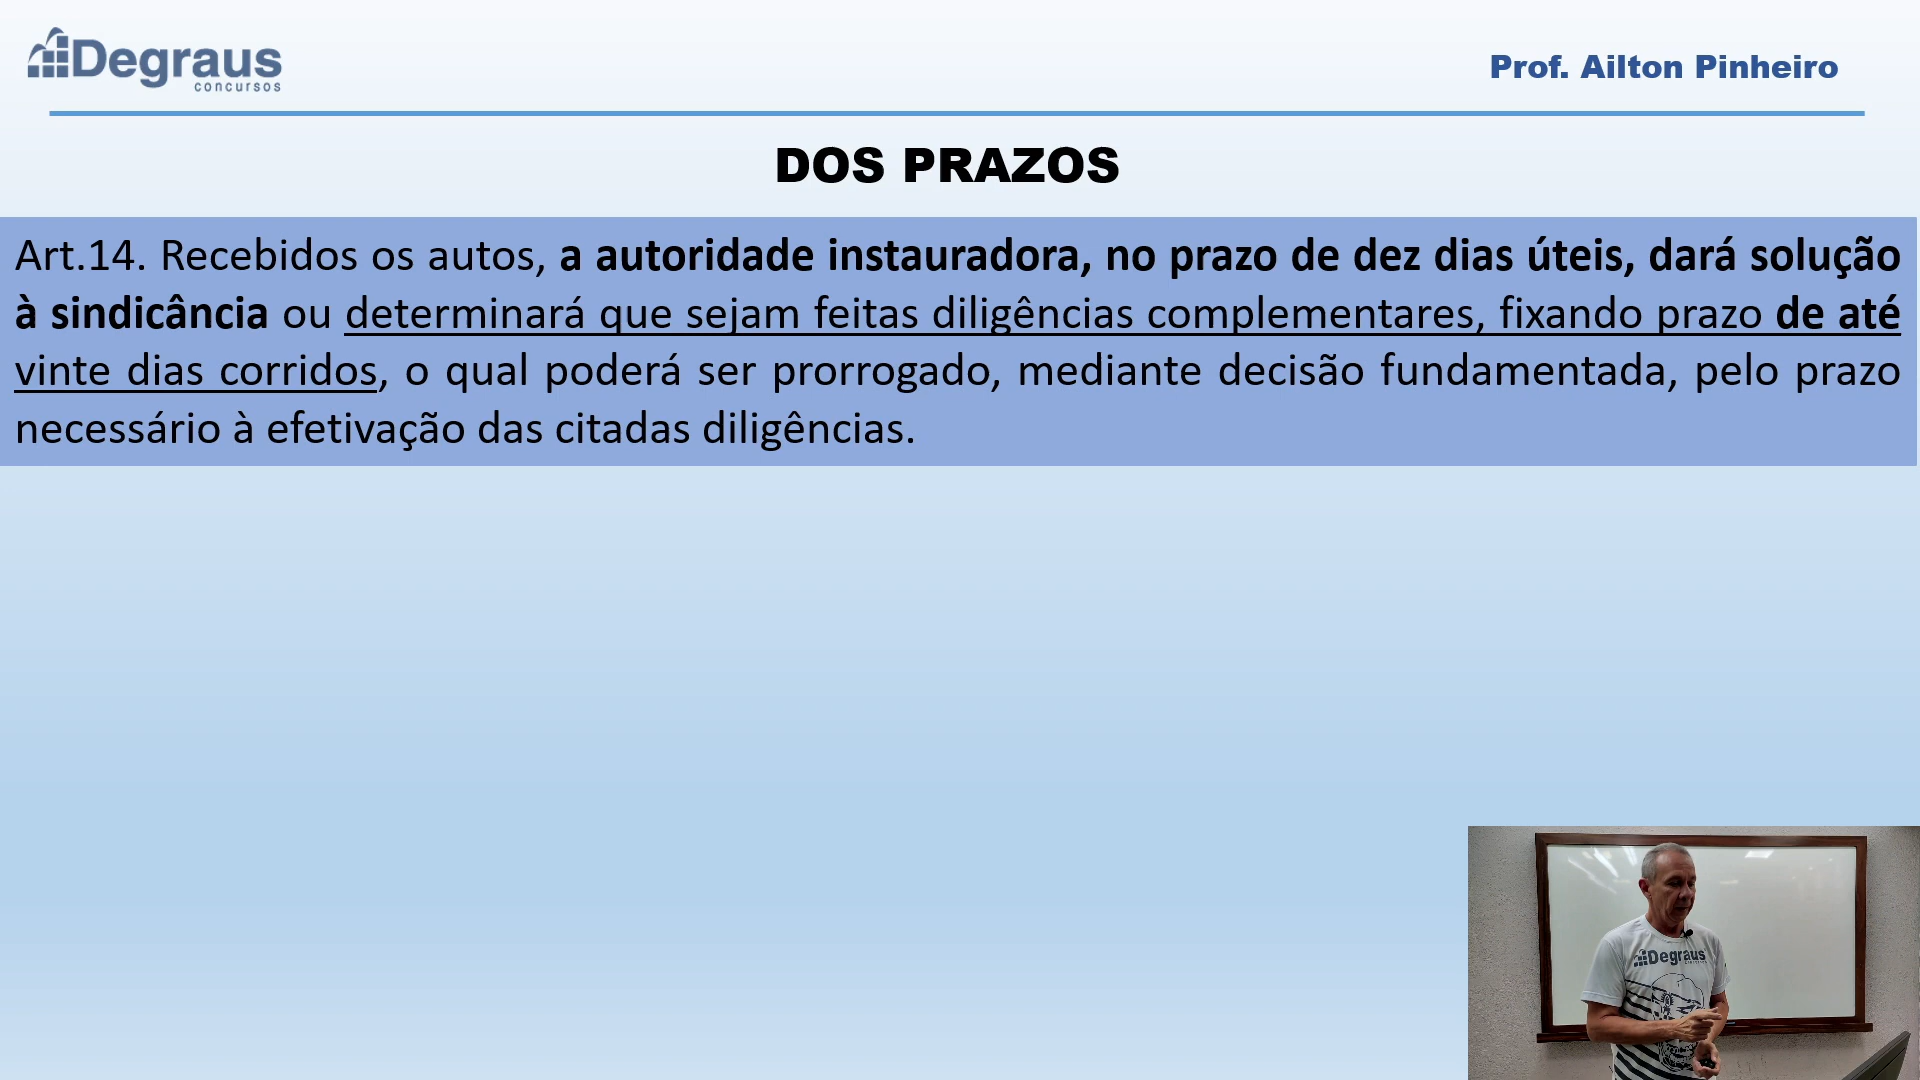 Degraus
concursos
Prof. Ailton Pinheiro
DOS PRAZOS
Art.14. Recebidos os autos, a autoridade instauradora, no prazo de dez dias úteis, dará solução
à sindicância ou determinará que sejam feitas diligências complementares, fixando prazo de até
vinte dias corridos, o qual poderá ser prorrogado, mediante decisão fundamentada, pelo prazo
necessário à efetivação das citadas diligências.
Degraus